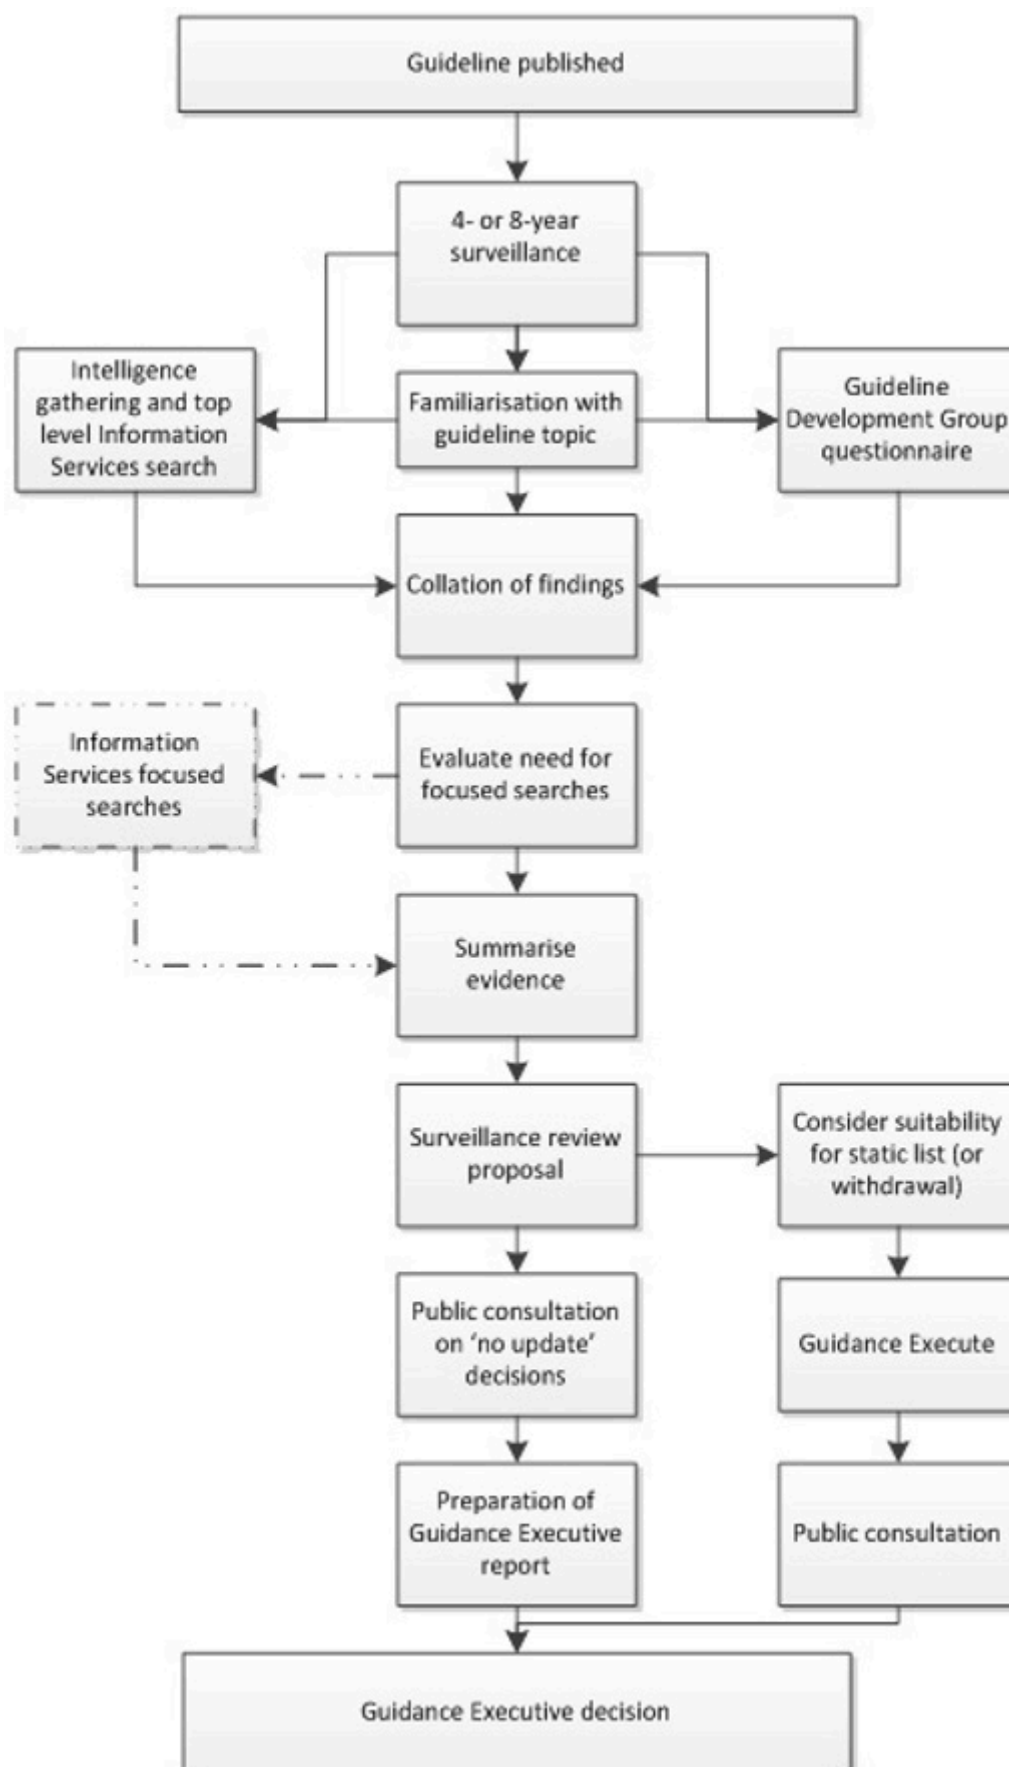 Guideline published
4- or 8-year
surveillance
Intelligence
gathering and top
level Information
Services search
Familiarisation with
guideline topic
Guideline
Development Group
questionnaire
Collation of findings
Information
Services focused
searches
Evaluate need for
focused searches
Summarise
evidence
Surveillance review
proposal
Consider suitability
for static list (or
withdrawal)
Public consultation
on ‘no update’
decisions
Guidance Execute
Preparation of
Guidance Executive
report
Public consultation
Guidance Executive decision